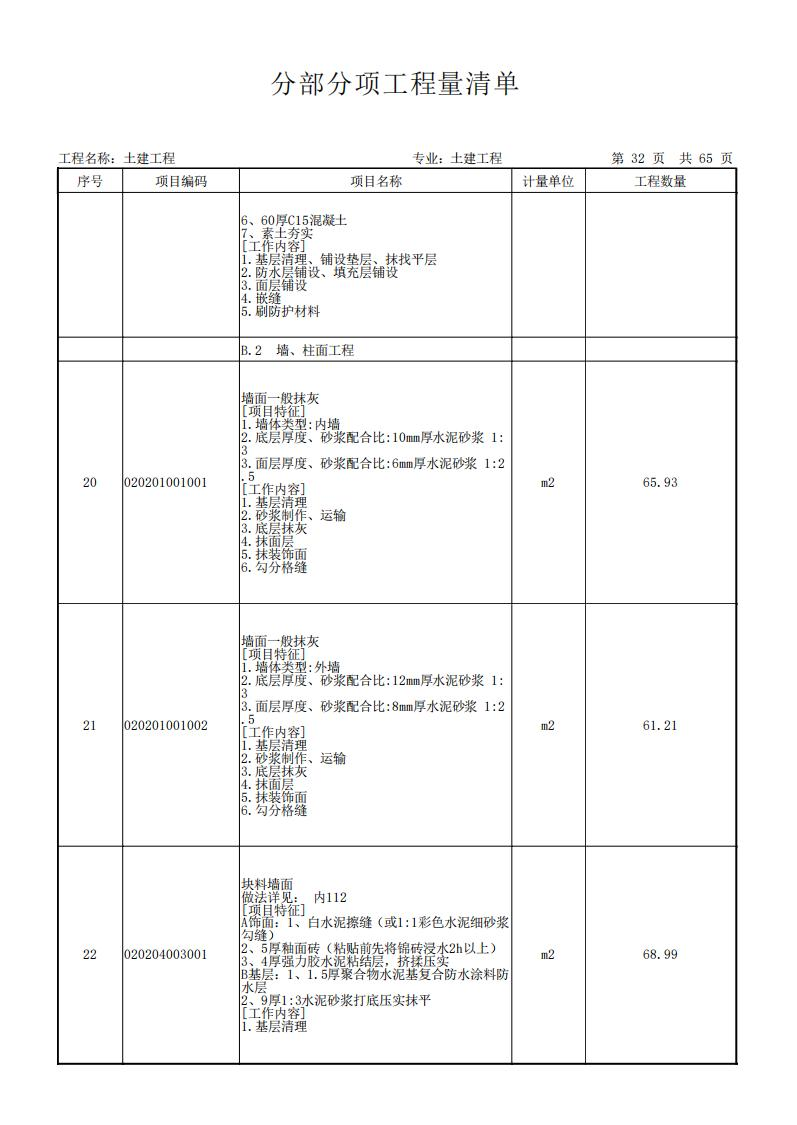 分部分项工程量清单
工程名称: 土建工程 专业: 土建工程 第 32 页 共 65 页
序号 项目编码 项目名称 计量单位 工程数量
6、60厚C15混凝土
7、素土夯实
[工作内容]
1.基层清理、铺设垫层、抹找平层
2.防水层铺设、填充层铺设
3.面层铺设
4.嵌缝
5.刷防护材料
B.2 墙、柱面工程
20 020201001001
墙面一般抹灰
[项目特征]
1.墙体类型:内墙
2.底层厚度、砂浆配合比:10mm厚水泥砂浆 1:
3
3.面层厚度、砂浆配合比:6mm厚水泥砂浆 1:2
.5
[工作内容]
1.基层清理
2.砂浆制作、运输
3.底层抹灰
4.抹面层
5.抹装饰面
6.勾分格缝
m2 65.93
21 020201001002
墙面一般抹灰
[项目特征]
1.墙体类型:外墙
2.底层厚度、砂浆配合比:12mm厚水泥砂浆 1:
3
3.面层厚度、砂浆配合比:8mm厚水泥砂浆 1:2
.5
[工作内容]
1.基层清理
2.砂浆制作、运输
3.底层抹灰
4.抹面层
5.抹装饰面
6.勾分格缝
m2 61.21
22 020204003001
块料墙面
做法详见: 内112
[项目特征]
A饰面:1、白水泥擦缝（或1:1彩色水泥细砂浆
勾缝）
2、5厚釉面砖（粘贴前先将锦砖浸水2h以上）
3、4厚强力胶水泥粘结层，挤揉压实
B基层:1、1.5厚聚合物水泥基复合防水涂料防
水层
2、9厚1:3水泥砂浆打底压实抹平
[工作内容]
1.基层清理
m2 68.99